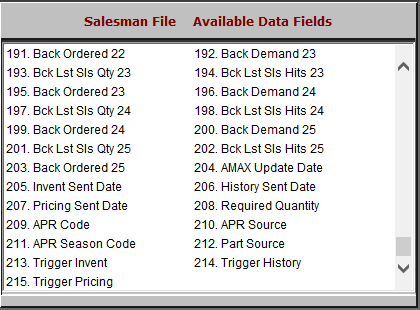 Salesman File Available Data Fields
191. Back Ordered 22 192. Back Demand 23
193. Bck Lst Sls Qty 23 194. Bck Lst Sls Hits 23
195. Back Ordered 23 196. Back Demand 24
197. Bck Lst Sls Qty 24 198. Bck Lst Sls Hits 24
199. Back Ordered 24 200. Back Demand 25
201. Bck Lst Sls Qty 25 202. Bck Lst Sls Hits 25
203. Back Ordered 25 204. AMAX Update Date
205. Invent Sent Date 206. History Sent Date
207. Pricing Sent Date 208. Required Quantity
209. APR Code 210. APR Source
211. APR Season Code 212. Part Source
213. Trigger Invent 214. Trigger History
215. Trigger Pricing